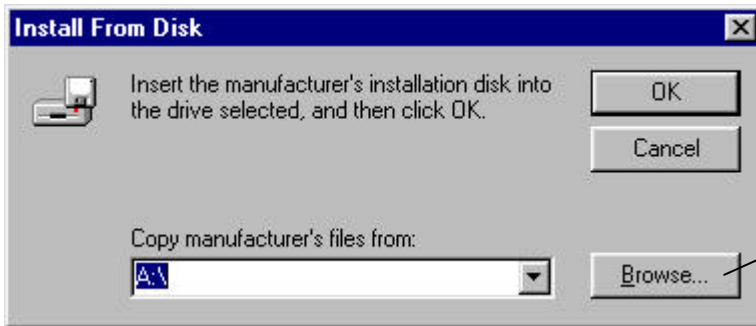 Install From Disk
Insert the manufacturer's installation disk into
the drive selected, and then click OK.
OK
Cancel
Copy manufacturer's files from:
A:\
Browse...